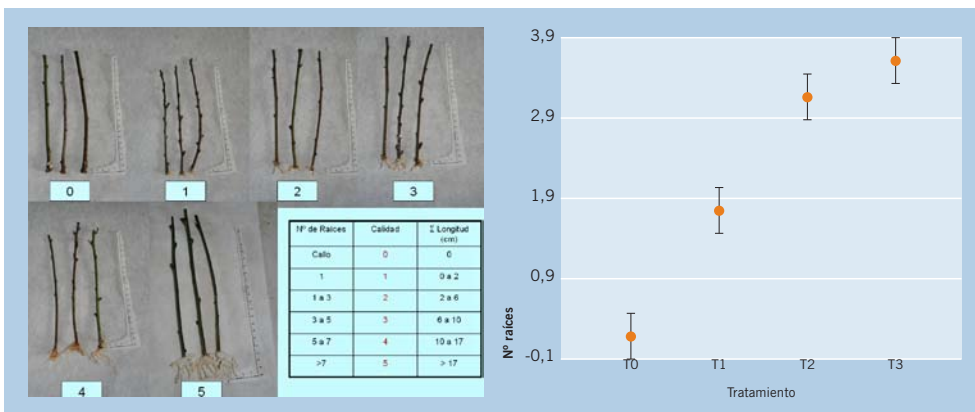 0
1
2
3
4
5
Nº de Raíces Calidad Σ Longitud (cm)
Callo 0 0
1 1 0 a 2
1 a 3 2 2 a 6
3 a 5 3 6 a 10
5 a 7 4 10 a 17
>7 5 > 17
Nº raíces
3,9
2,9
1,9
0,9
-0,1
T0 T1 T2 T3
Tratamiento